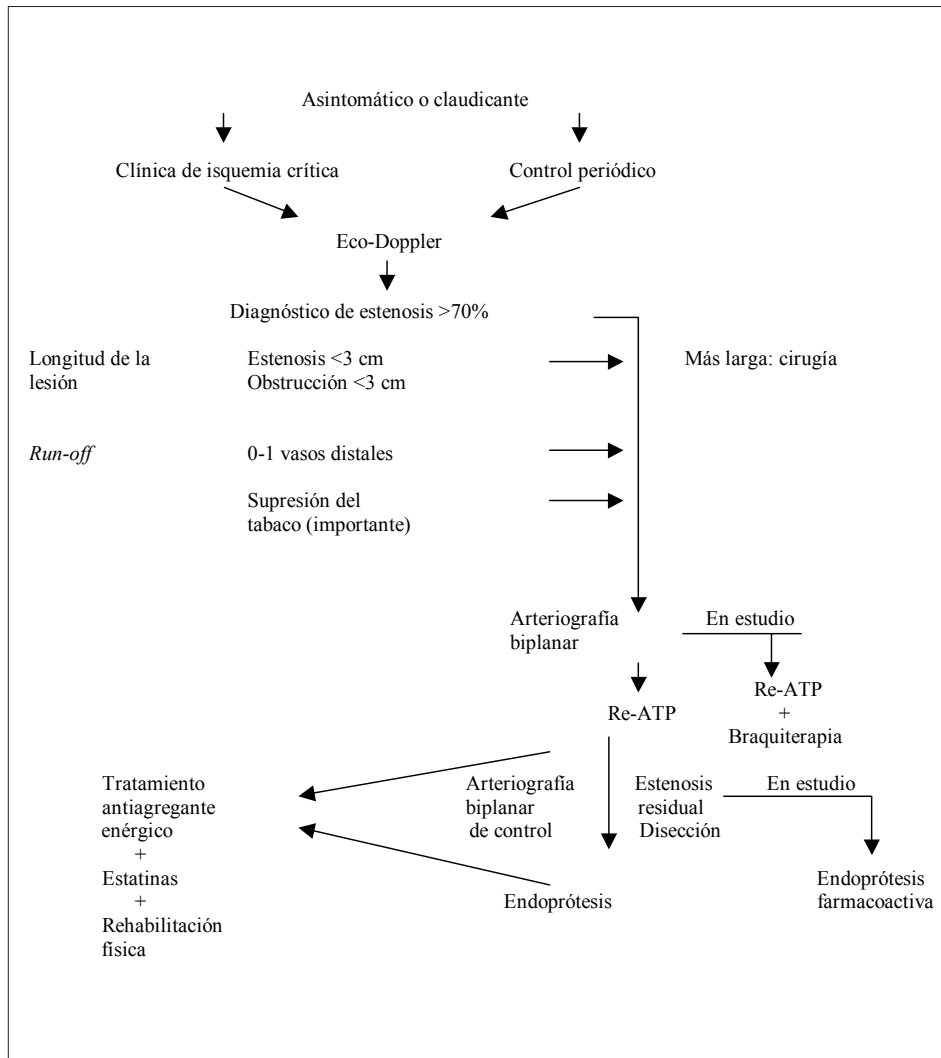 Asintomático o claudicante
Clínica de isquemia crítica
Control periódico
Eco-Doppler
Diagnóstico de estenosis >70%
Longitud de la
lesión
Estenosis <3 cm
Obstrucción <3 cm
Más larga: cirugía
Run-off
0-1 vasos distales
Supresión del
tabaco (importante)
Arteriografía
biplanar
En estudio
Re-ATP
Re-ATP
+
Braquiterapia
Tratamiento
antiagregante
enérgico
+
Estatinas
+
Rehabilitación
física
Arteriografía
biplanar
de control
Estenosis
residual
Disección
En estudio
Endoprótesis
Endoprótesis
farmacoactiva